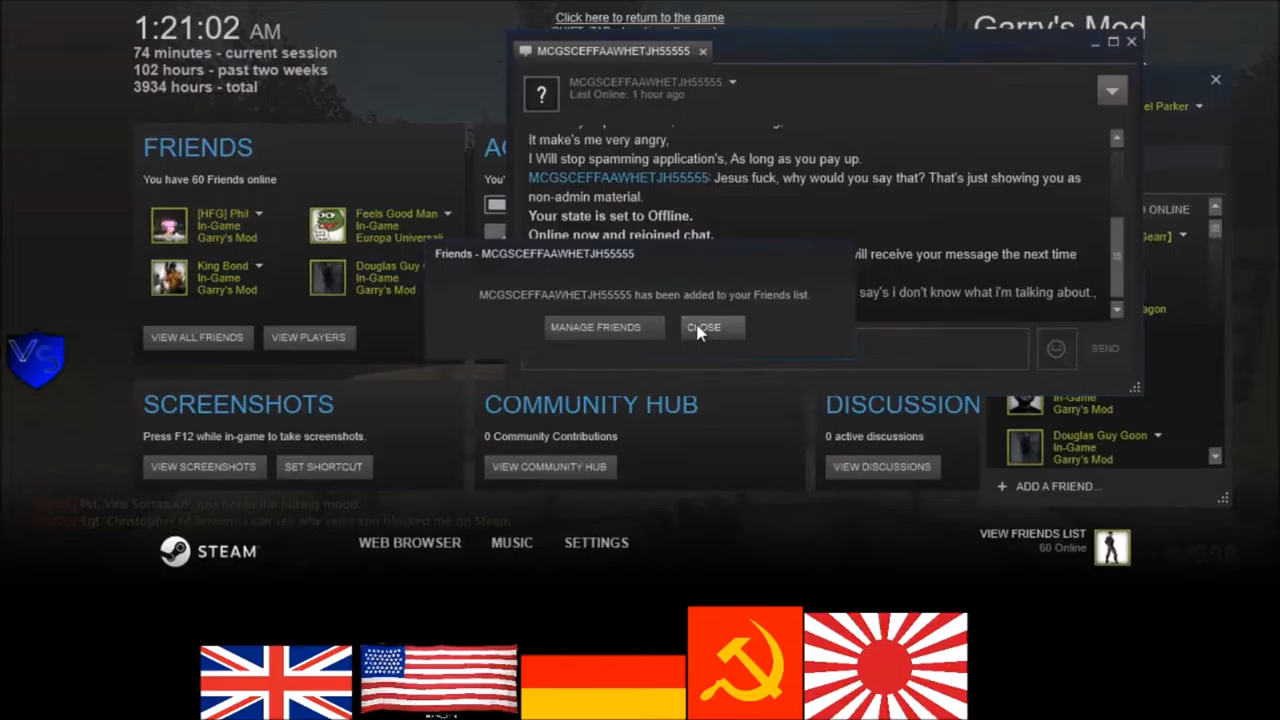 1:21:02 AM
74 minutes - current session
102 hours - past two weeks
3934 hours - total
Click here to return to the game
Garry's Mod
FRIENDS
You have 60 Friends online
[HFG] Phil
In-Game
Garry's Mod
Feels Good Man
In-Game
Europa Universali
King Bond
In-Game
Garry's Mod
Douglas Guy
In-Game
Garry's Mod
VIEW ALL FRIENDS
VIEW PLAYERS
AC
You'
MCGSCEFFAAWHETJH55555
MCGSCEFFAAWHETJH55555
Last Online: 1 hour ago
?
It make's me very angry,
I Will stop spamming application's, As long as you pay up.
MCGSCEFFAAWHETJH55555: Jesus fuck, why would you say that? That's just showing you as
non-admin material.
Your state is set to Offline.
Online now and rejoined chat.
will receive your message the next time
say's i don't know what i'm talking about.,
SEND
Friends - MCGSCEFFAAWHETJH55555
MCGSCEFFAAWHETJH55555 has been added to your Friends list.
MANAGE FRIENDS
CLOSE
el Parker
ONLINE
Searr]
agon
In-Game
Garry's Mod
Douglas Guy Goon
In-Game
Garry's Mod
+ ADD A FRIEND...
VS
SCREENSHOTS
Press F12 while in-game to take screenshots.
VIEW SCREENSHOTS
SET SHORTCUT
COMMUNITY HUB
0 Community Contributions
VIEW COMMUNITY HUB
DISCUSSION
0 active discussions
VIEW DISCUSSIONS
STEAM
WEB BROWSER
MUSIC
SETTINGS
VIEW FRIENDS LIST
60 Online